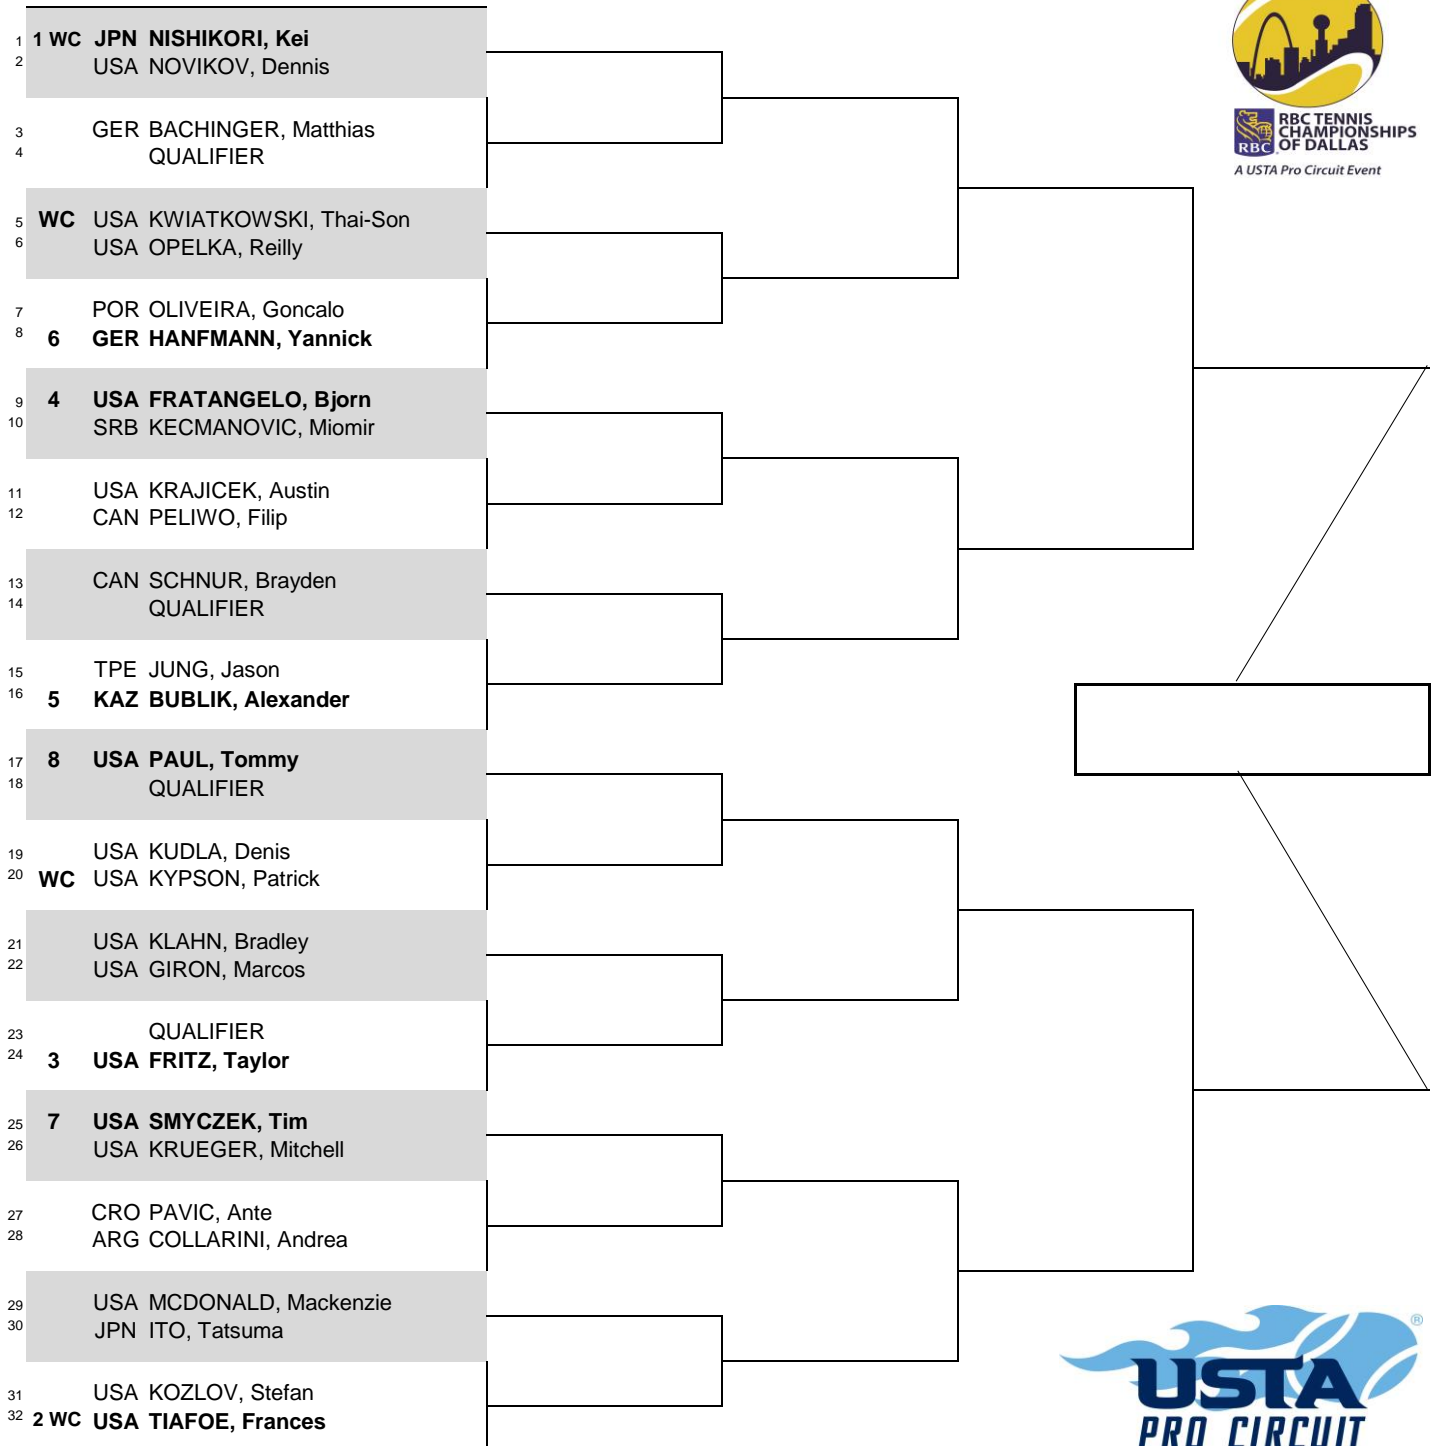 1 1 WC JPN NISHIKORI, Kei
2 USA NOVIKOV, Dennis
3 GER BACHINGER, Matthias
4 QUALIFIER
5 WC USA KWIATKOWSKI, Thai-Son
6 USA OPELKA, Reilly
7 POR OLIVEIRA, Goncalo
8 6 GER HANFMANN, Yannick
9 4 USA FRATANGELO, Bjorn
10 SRB KECMANOVIC, Miomir
11 USA KRAJICEK, Austin
12 CAN PELIWO, Filip
13 CAN SCHNUR, Brayden
14 QUALIFIER
15 TPE JUNG, Jason
16 5 KAZ BUBLIK, Alexander
17 8 USA PAUL, Tommy
18 QUALIFIER
19 USA KUDLA, Denis
20 WC USA KYPSON, Patrick
21 USA KLAHN, Bradley
22 USA GIRON, Marcos
23 QUALIFIER
24 3 USA FRITZ, Taylor
25 7 USA SMYCZEK, Tim
26 USA KRUEGER, Mitchell
27 CRO PAVIC, Ante
28 ARG COLLARINI, Andrea
29 USA MCDONALD, Mackenzie
30 JPN ITO, Tatsuma
31 USA KOZLOV, Stefan
32 2 WC USA TIAFOE, Frances
RBC
RBC TENNIS
CHAMPIONSHIPS
OF DALLAS
A USTA Pro Circuit Event
USTA ®
PRO CIRCUIT